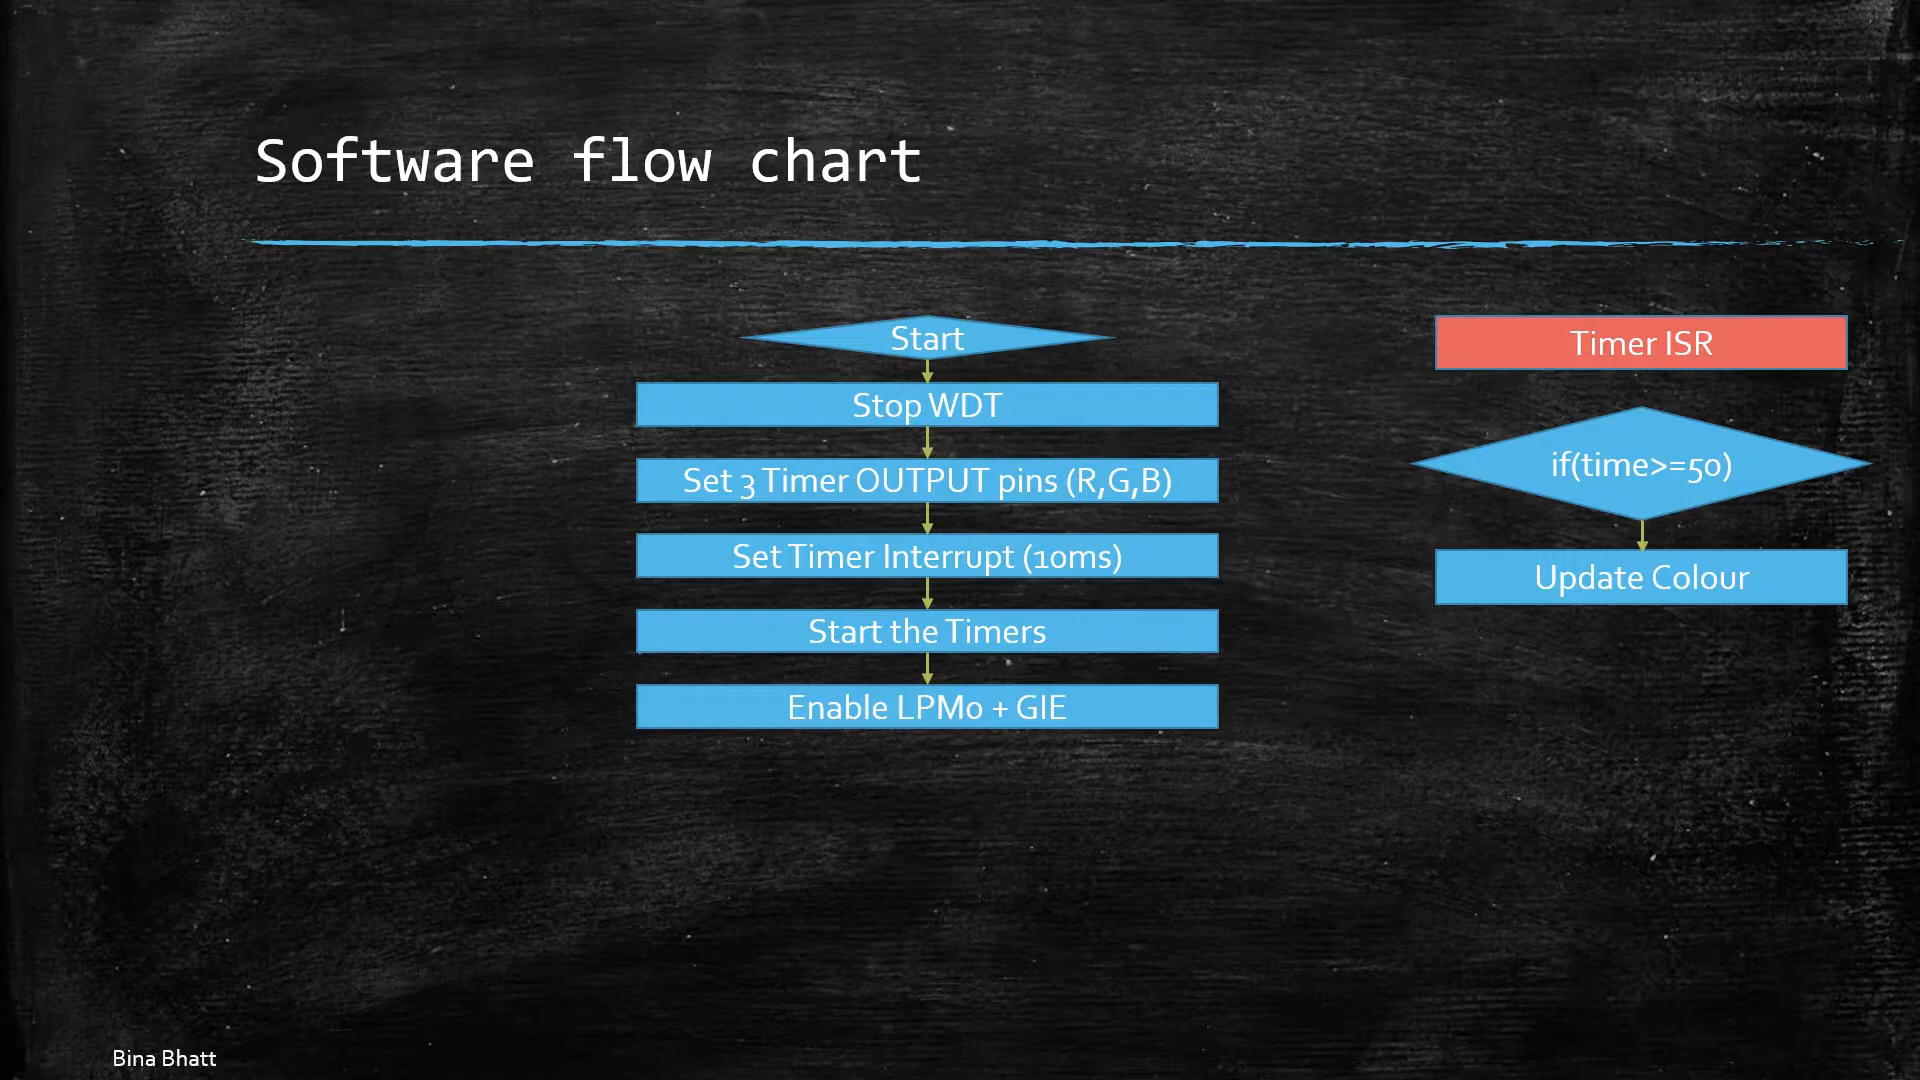 Software flow chart
Start
Stop WDT
Set 3 Timer OUTPUT pins (R,G,B)
Set Timer Interrupt (10ms)
Start the Timers
Enable LPM0 + GIE
Timer ISR
if(time>=50)
Update Colour
Bina Bhatt